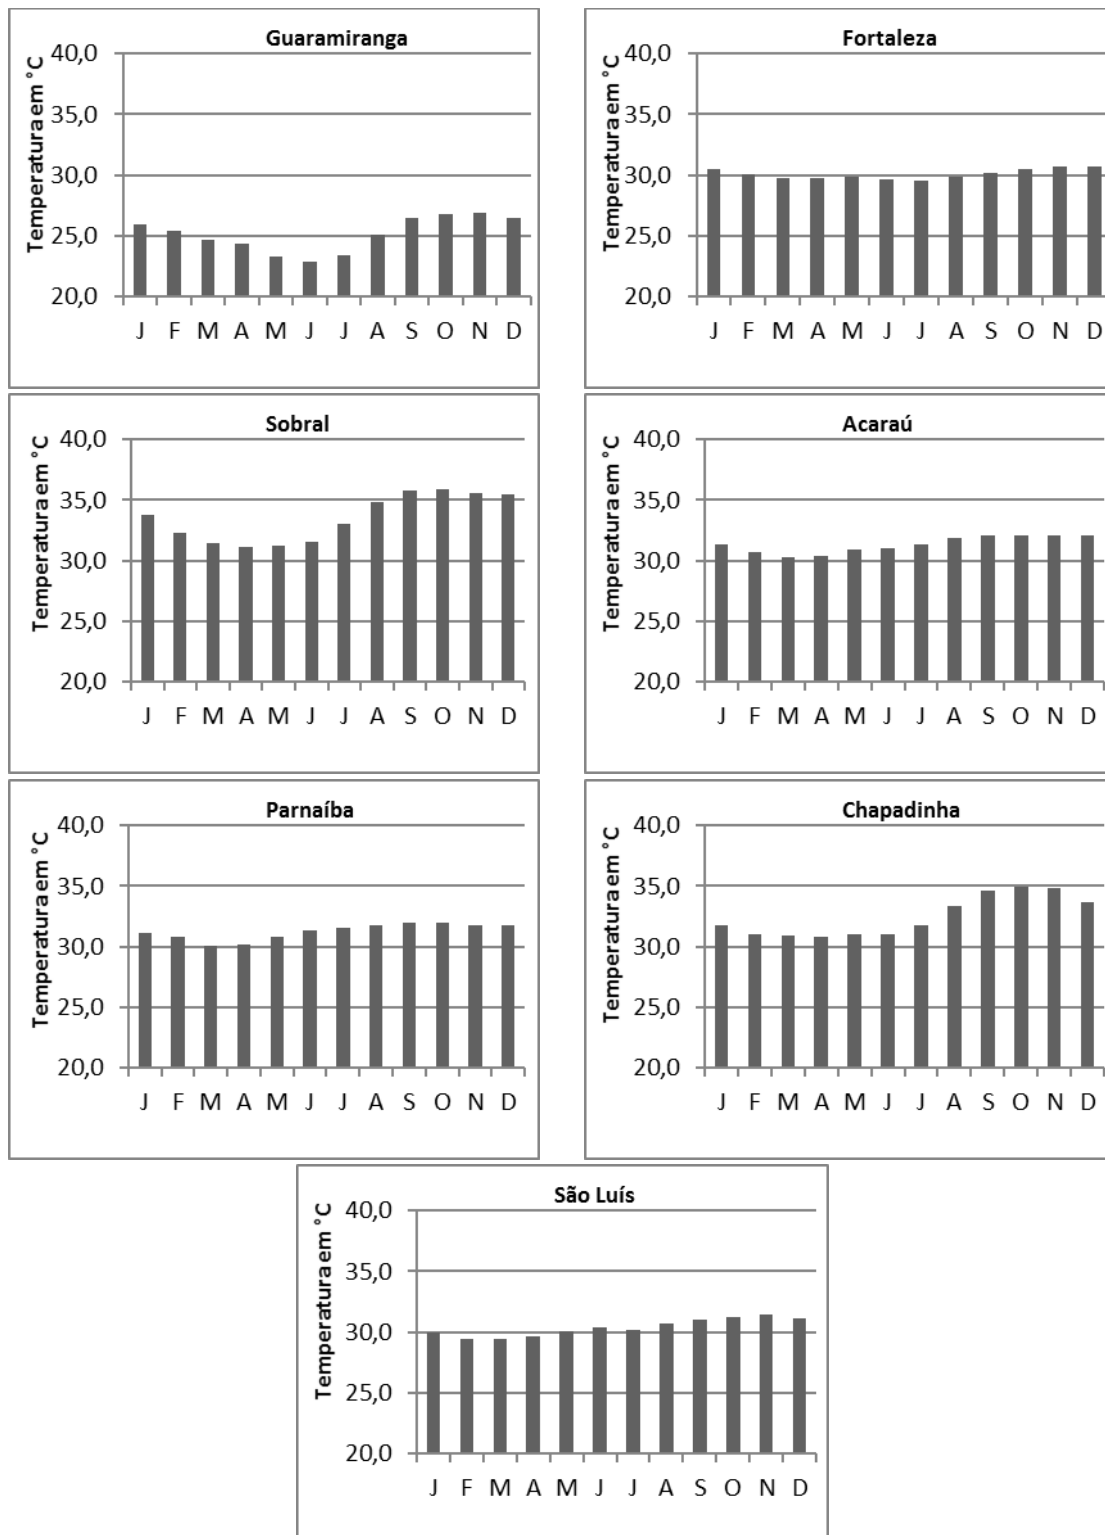 Guaramiranga
Temperatura em °C
40,0
35,0
30,0
25,0
20,0
J F M A M J J A S O N D
Fortaleza
Temperatura em °C
40,0
35,0
30,0
25,0
20,0
J F M A M J J A S O N D
Sobral
Temperatura em °C
40,0
35,0
30,0
25,0
20,0
J F M A M J J A S O N D
Acaraú
Temperatura em °C
40,0
35,0
30,0
25,0
20,0
J F M A M J J A S O N D
Parnaíba
Temperatura em °C
40,0
35,0
30,0
25,0
20,0
J F M A M J J A S O N D
Chapadinha
Temperatura em °C
40,0
35,0
30,0
25,0
20,0
J F M A M J J A S O N D
São Luís
Temperatura em °C
40,0
35,0
30,0
25,0
20,0
J F M A M J J A S O N D